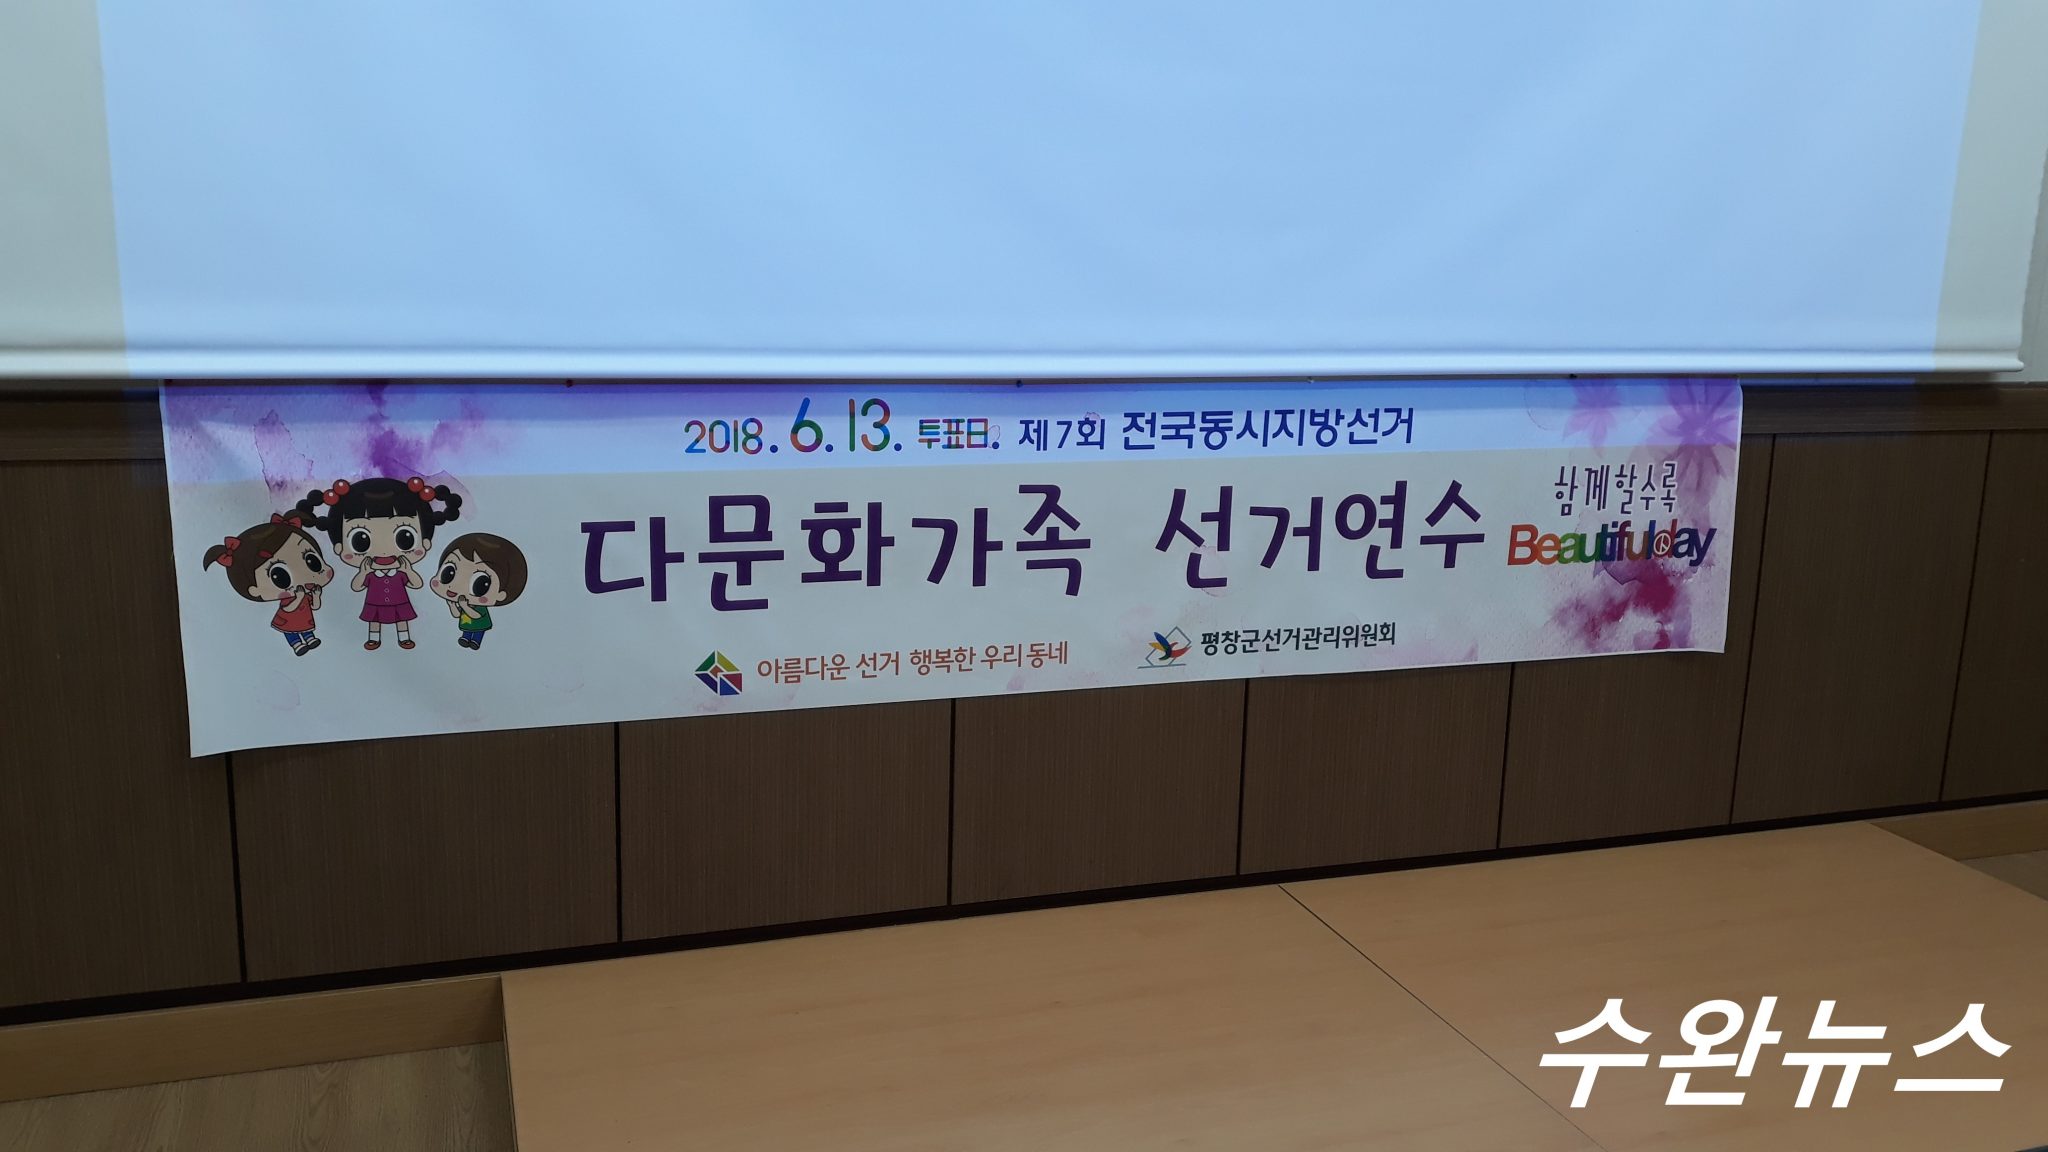 2018. 6. 13. 투표日. 제7회 전국동시지방선거
다문화가족 선거연수
함께할수록
Beautiful day
아름다운 선거 행복한 우리 동네
평창군선거관리위원회
수완뉴스